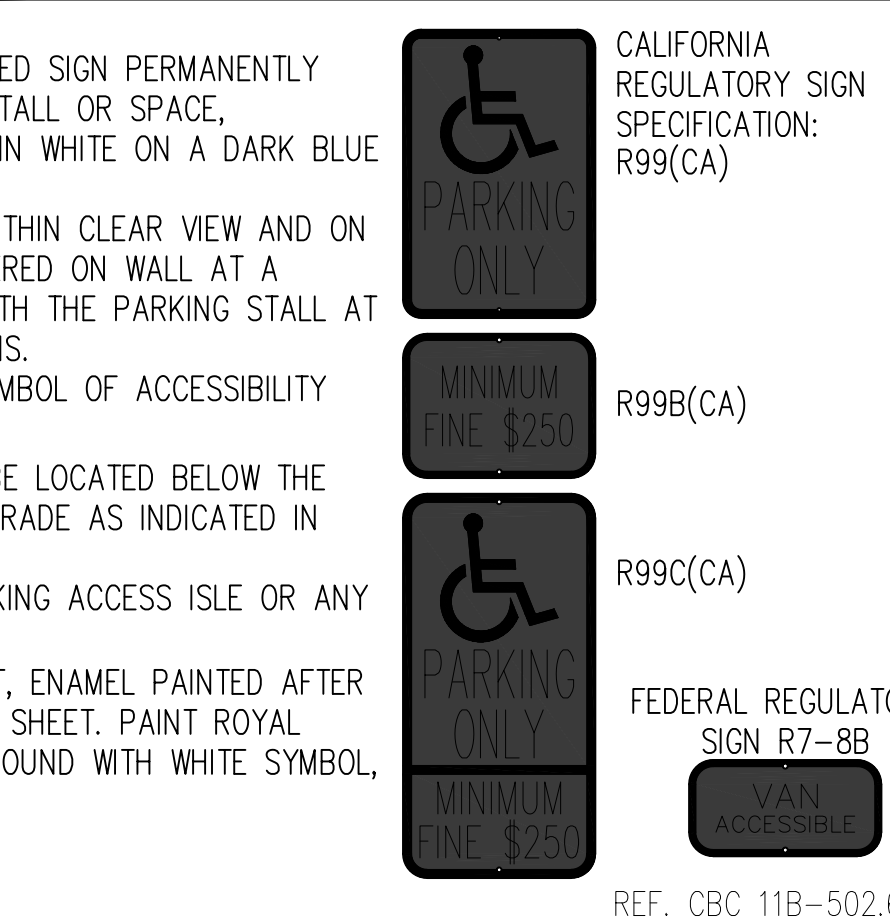 ED SIGN PERMANENTLY
TALL OR SPACE,
IN WHITE ON A DARK BLUE
THIN CLEAR VIEW AND ON
ERED ON WALL AT A
TH THE PARKING STALL AT
NS.
MBOL OF ACCESSIBILITY
BE LOCATED BELOW THE
RADE AS INDICATED IN
KING ACCESS ISLE OR ANY
T, ENAMEL PAINTED AFTER
SHEET. PAINT ROYAL
OUND WITH WHITE SYMBOL,
PARKING
ONLY
MINIMUM
FINE $250
PARKING
ONLY
MINIMUM
FINE $250
CALIFORNIA
REGULATORY SIGN
SPECIFICATION:
R99(CA)
R99B(CA)
R99C(CA)
FEDERAL REGULATO
SIGN R7-8B
VAN
ACCESSIBLE
REF. CBC 11B-502.6